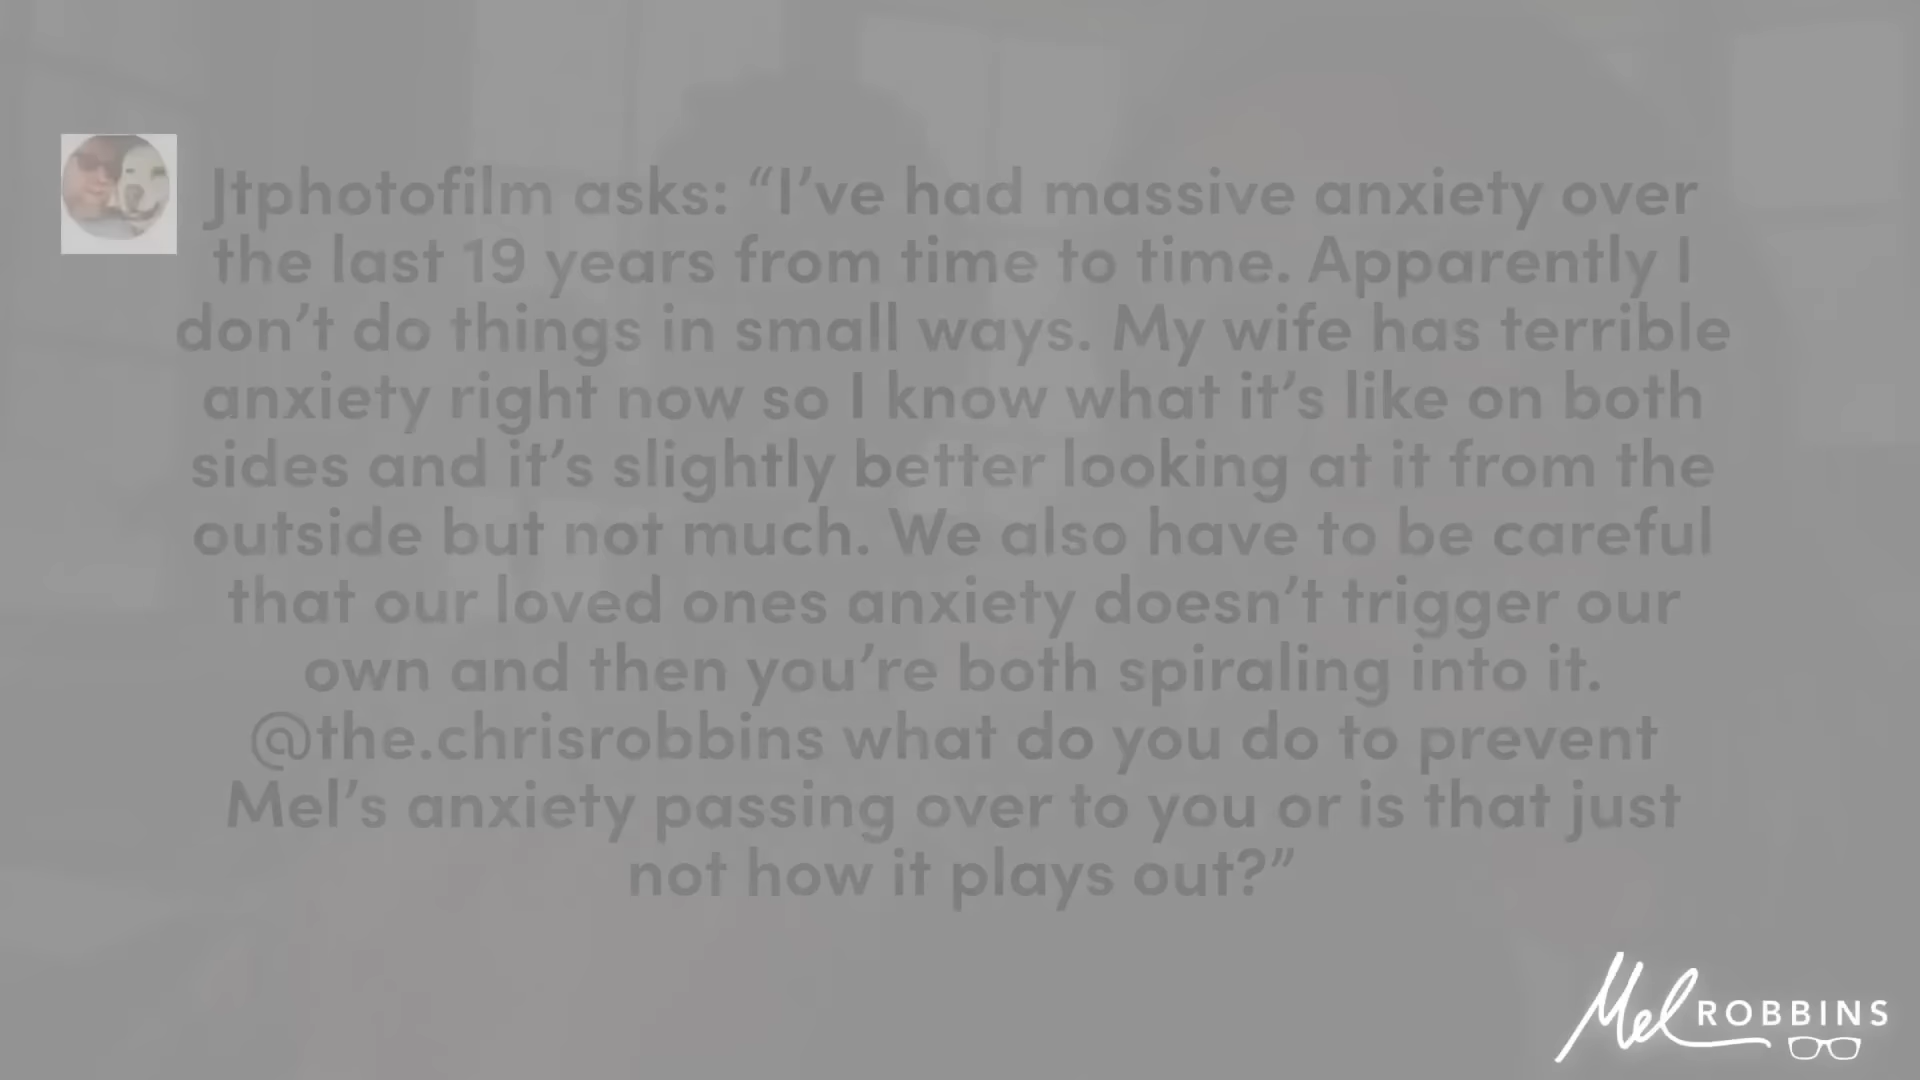 Jtphotofilm asks: “I’ve had massive anxiety over
the last 19 years from time to time. Apparently I
don’t do things in small ways. My wife has terrible
anxiety right now so I know what it’s like on both
sides and it’s slightly better looking at it from the
outside but not much. We also have to be careful
that our loved ones anxiety doesn’t trigger our
own and then you’re both spiraling into it.
@the.chrisrobbins what do you do to prevent
Mel’s anxiety passing over to you or is that just
not how it plays out?”
Mel ROBBINS